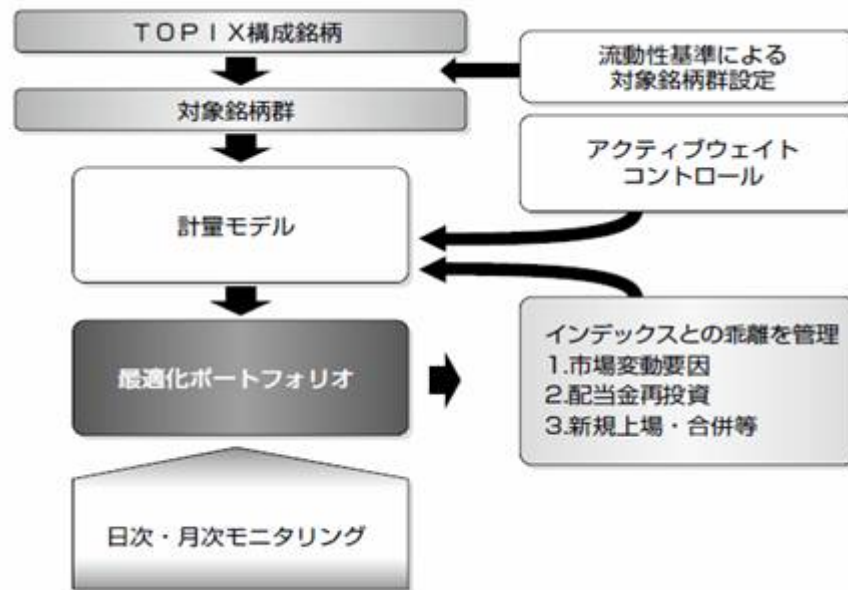 TOPIX構成銘柄
流動性基準による
対象銘柄群設定
対象銘柄群
アクティブウェイト
コントロール
計量モデル
最適化ポートフォリオ
インデックスとの乖離を管理
1.市場変動要因
2.配当金再投資
3.新規上場・合併等
日次・月次モニタリング